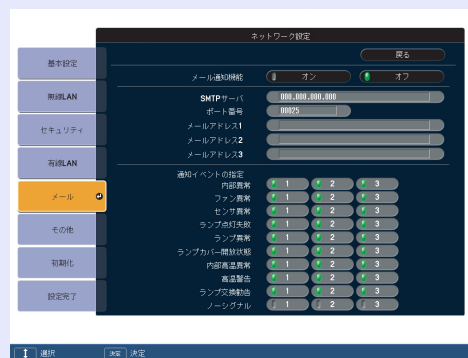 ネットワーク設定
戻る
基本設定
無線LAN
セキュリティ
有線LAN
メール
その他
初期化
設定完了
メール通知機能 オン オフ
SMTPサーバ 000.000.000.000
ポート番号 00025
メールアドレス1
メールアドレス2
メールアドレス3
通知イベントの指定
内部異常 1 2 3
ファン異常 1 2 3
センサ異常 1 2 3
ランプ点灯失敗 1 2 3
ランプ異常 1 2 3
ランプカバー開放状態 1 2 3
内部高温異常 1 2 3
高温警告 1 2 3
ランプ交換勧告 1 2 3
ノーシグナル 1 2 3
選択 決定 決定